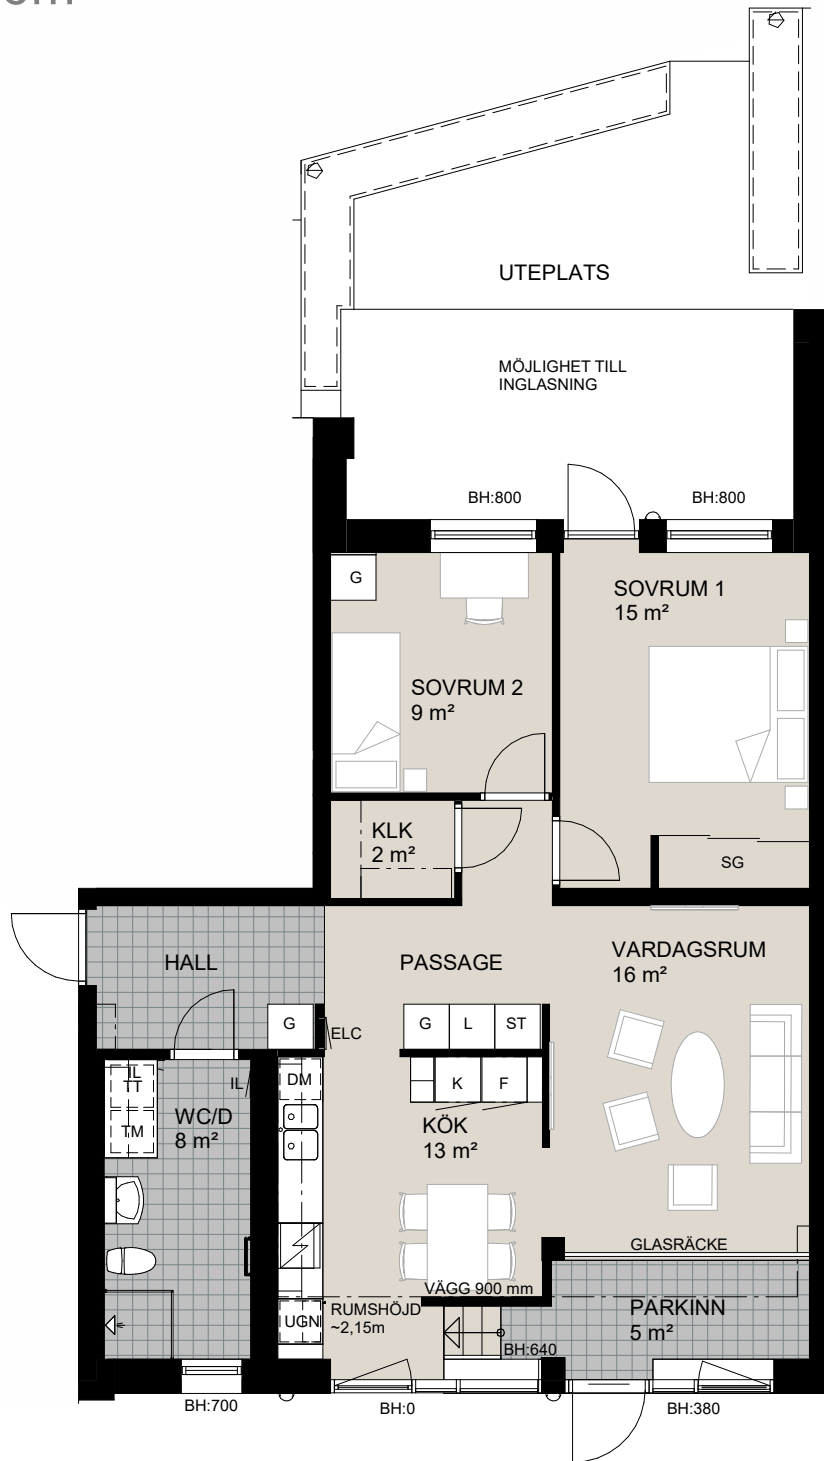 UTEPLATS
MÖJLIGHET TILL
INGLASNING
BH:800
BH:800
G
SOVRUM 1
15 m²
SOVRUM 2
9 m²
KLK
2 m²
SG
HALL
PASSAGE
VARDAGSRUM
16 m²
G
ELC
G
L
ST
IL
TT
IL
DM
K
F
TM
WC/D
8 m²
KÖK
13 m²
GLASRÄCKE
VÄGG 900 mm
UGN
RUMSHÖJD
~2,15m
PARKINN
5 m²
BH:640
BH:700
BH:0
BH:380